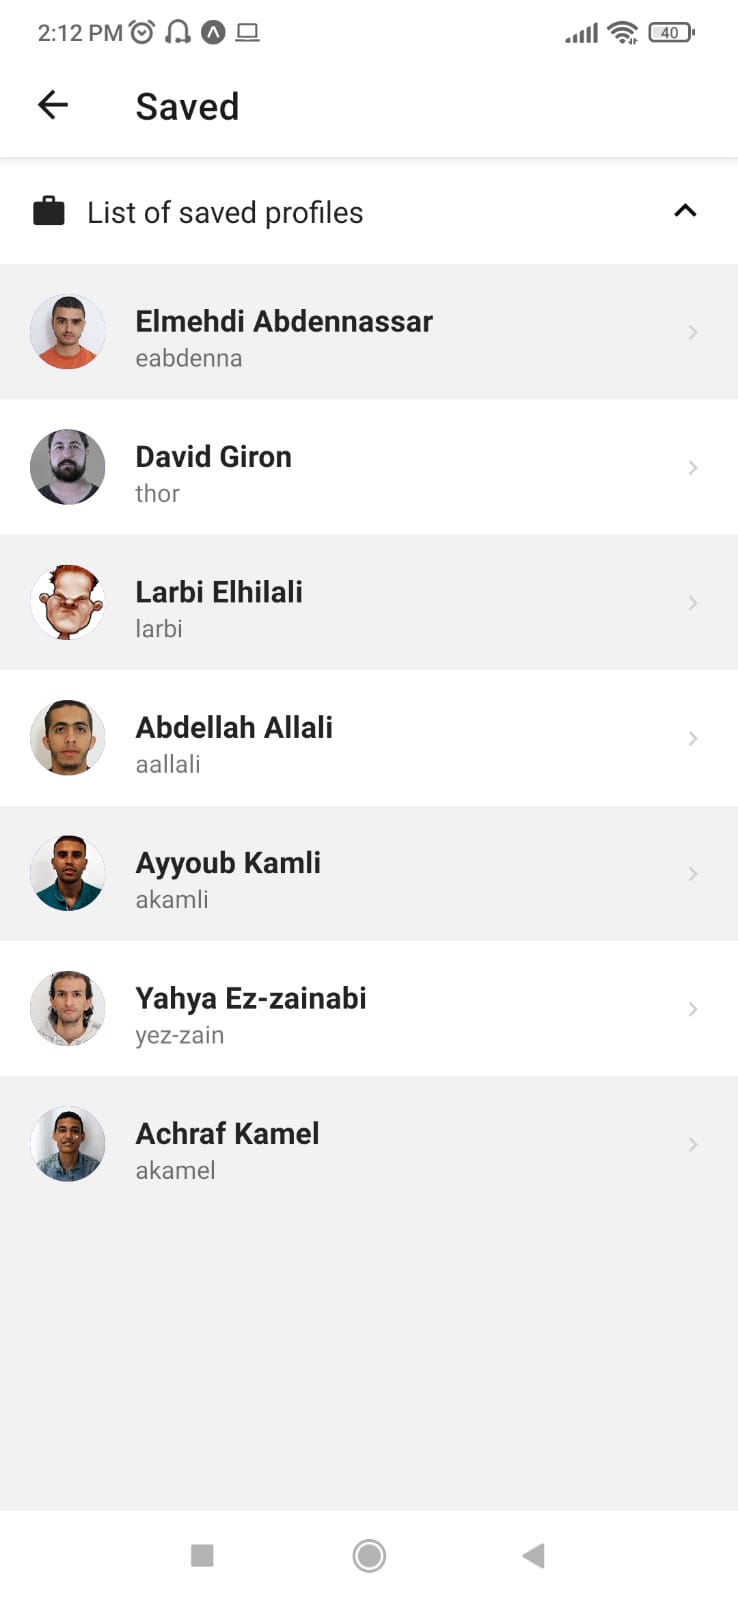 2:12 PM
40
Saved
List of saved profiles
Elmehdi Abdennassar
eabdenna
David Giron
thor
Larbi Elhilali
larbi
Abdellah Allali
aallali
Ayyoub Kamli
akamli
Yahya Ez-zainabi
yez-zain
Achraf Kamel
akamel